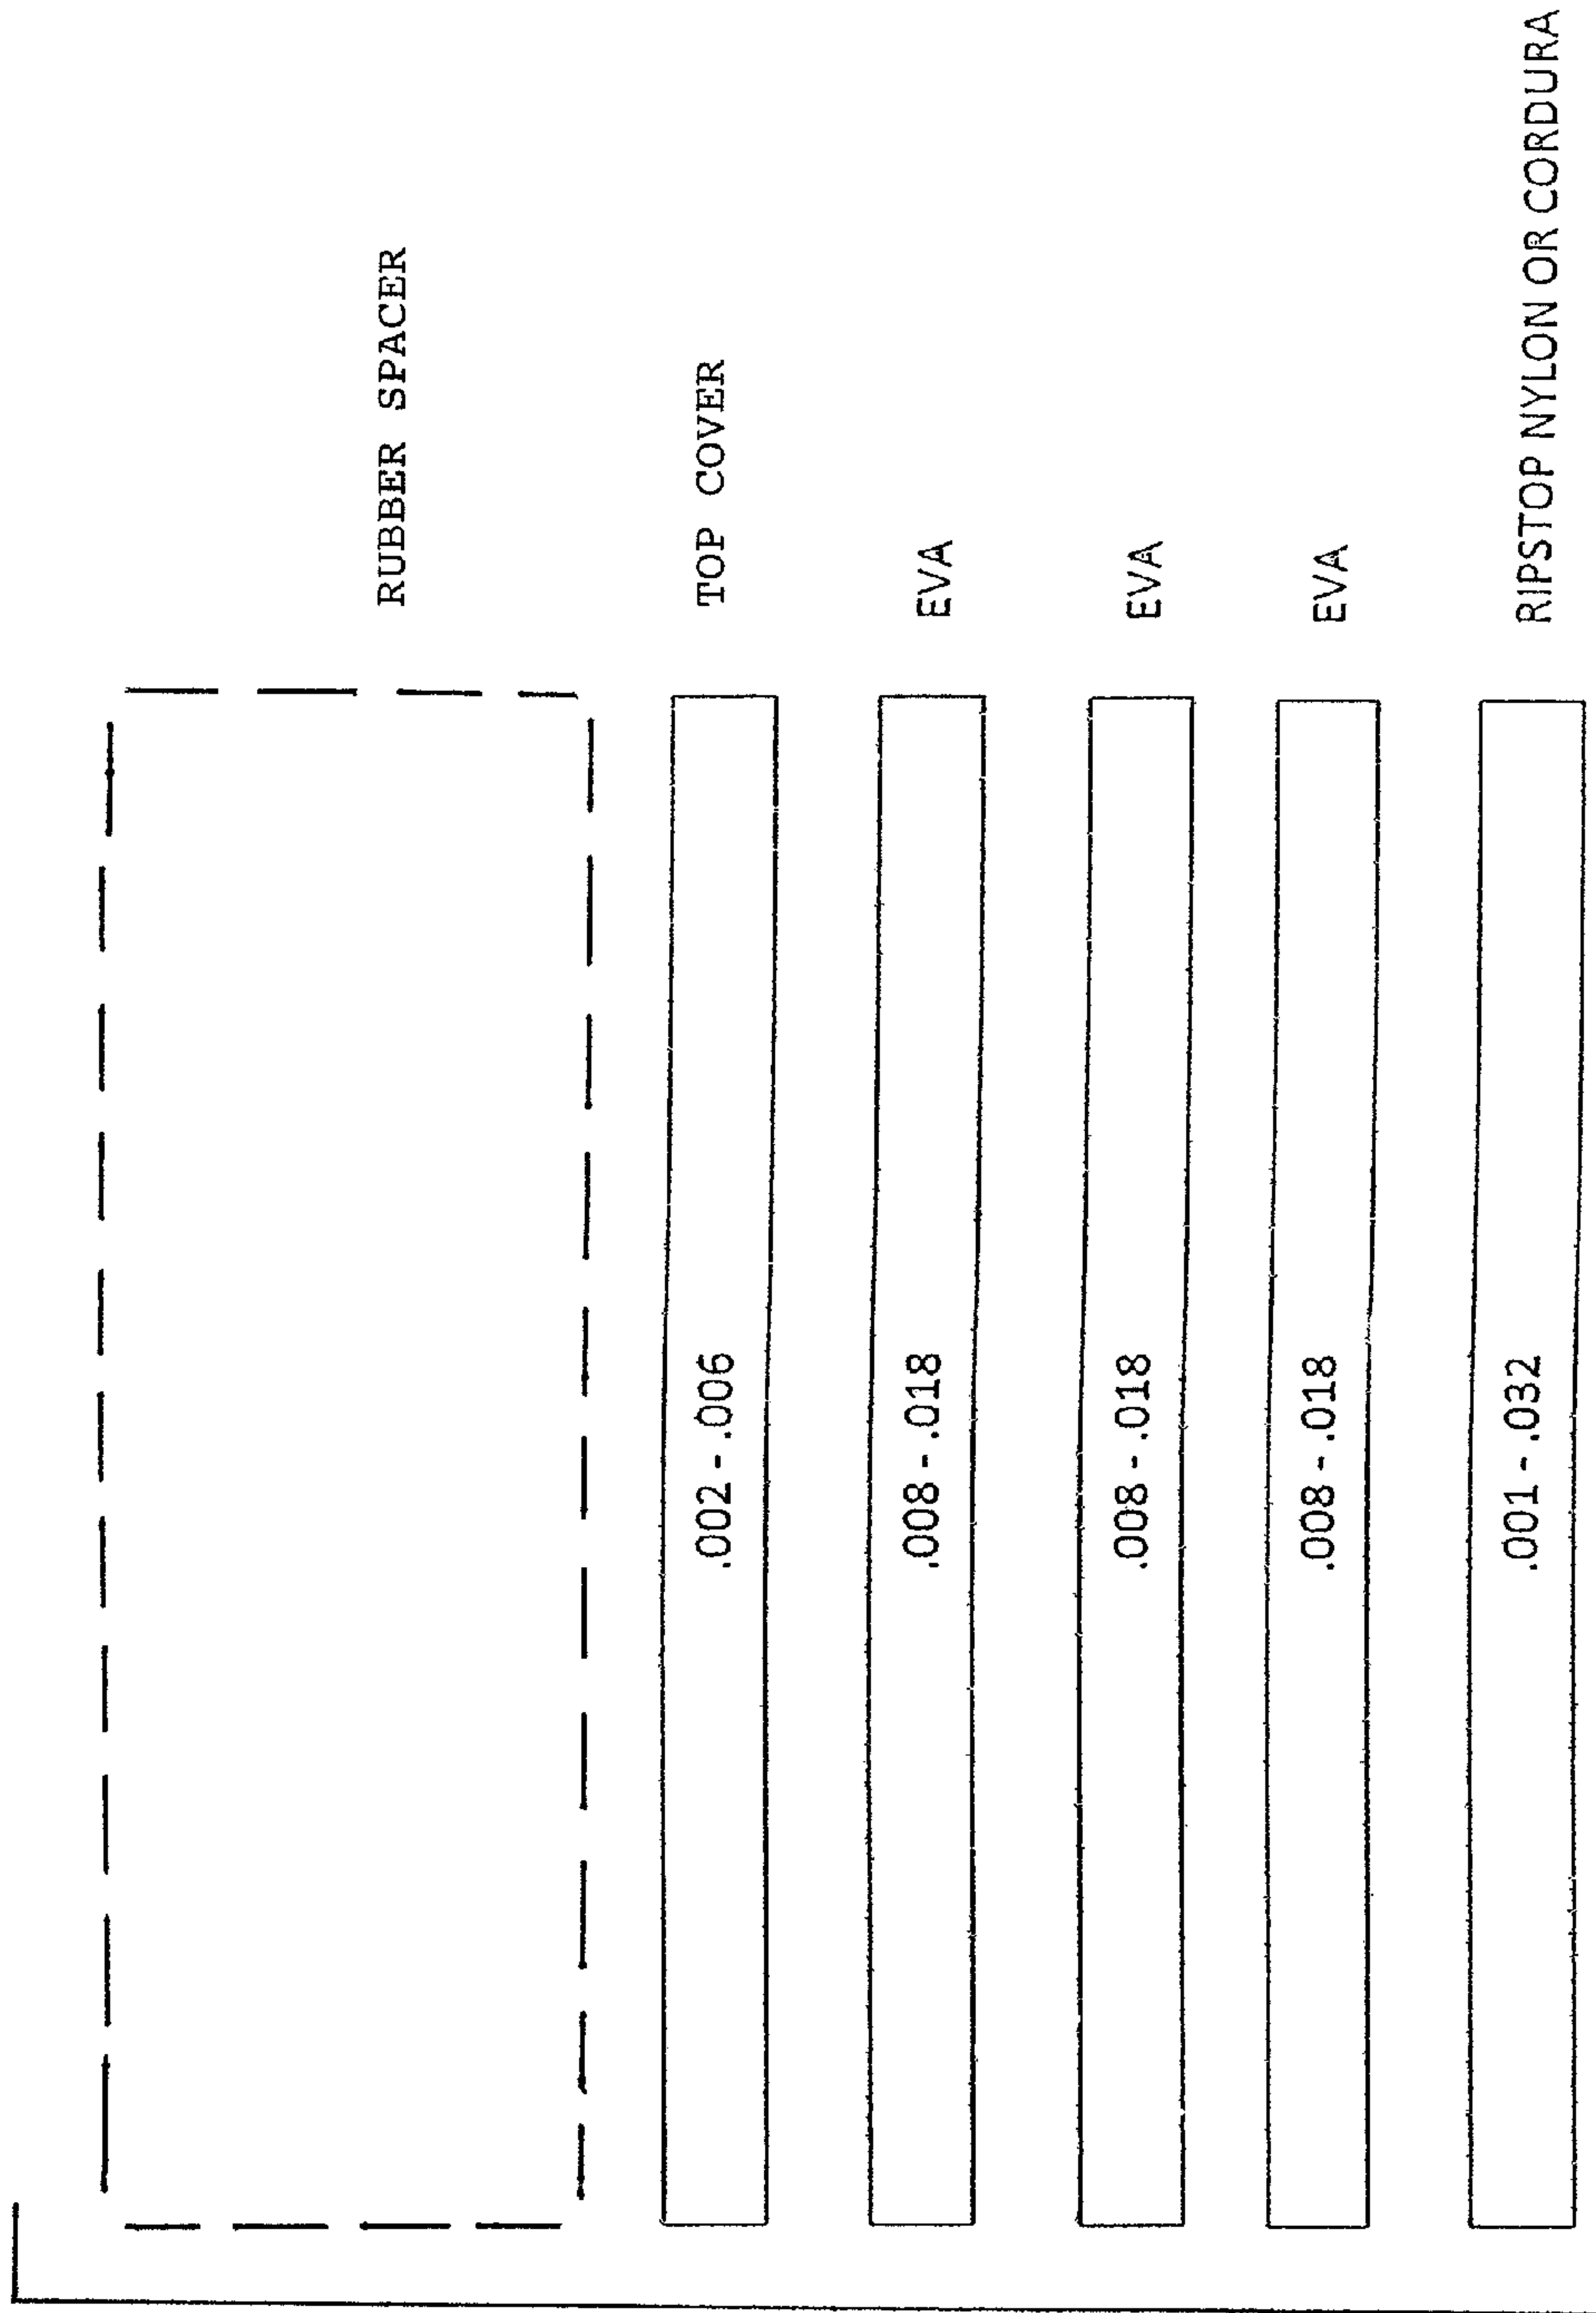 RUBBER SPACER
.002 - .006 TOP COVER
.008 - .018 EVA
.008 - .018 EVA
.008 - .018 EVA
.001 - .032 RIPSTOP NYLON OR CORDURA